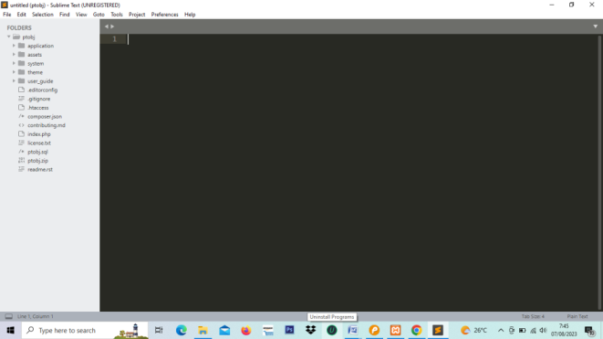 untitled (ptobj) - Sublime Text (UNREGISTERED)
File Edit Selection Find View Goto Tools Project Preferences Help
FOLDERS
ptobj
application
assets
system
theme
user_guide
.editorconfig
.gitignore
.htaccess
composer.json
contributing.md
index.php
license.txt
ptobj.sql
ptobj.zip
readme.rst
1
Line 1, Column 1
Tab Size: 4
Plain Text
Uninstall Programs
Type here to search
26°C
7:45
07/06/2023